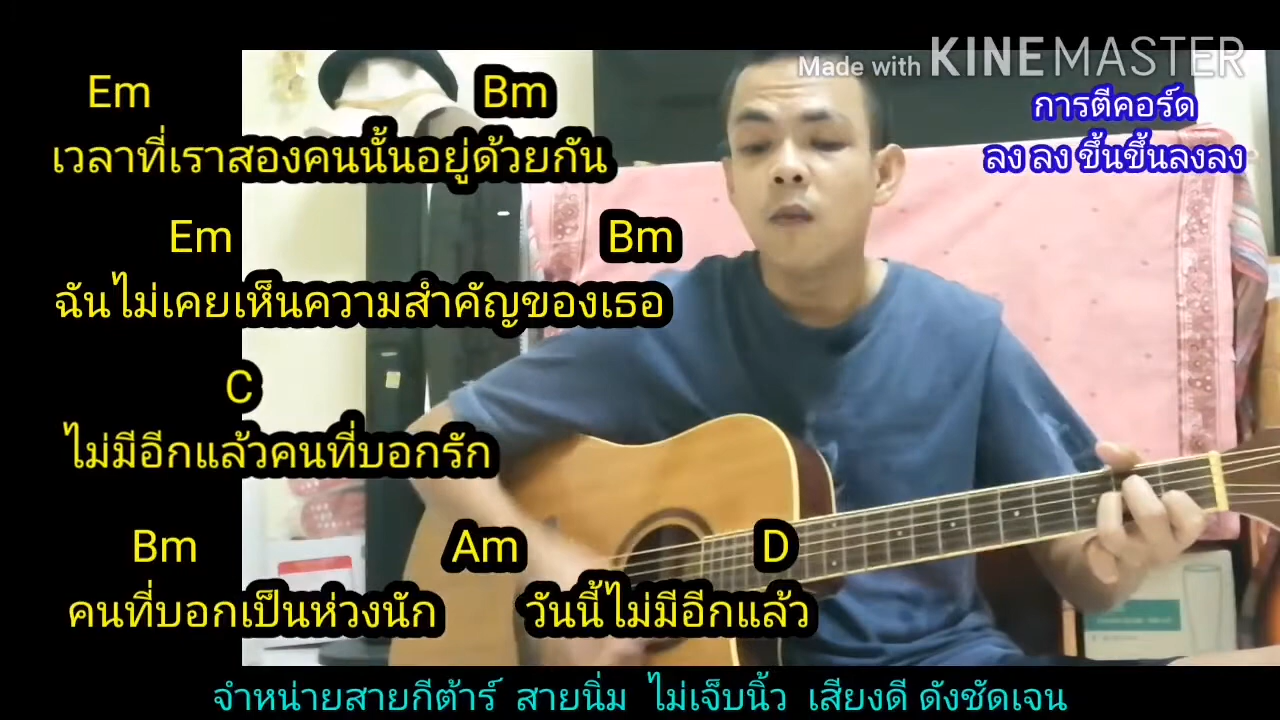 Made with KINEMASTER
การตีคอร์ด
ลง ลง ขึ้นขึ้นลงลง
Em Bm
เวลาที่เราสองคนนั้นอยู่ด้วยกัน
Em Bm
ฉันไม่เคยเห็นความสำคัญของเธอ
C
ไม่มีอีกแล้วคนที่บอกรัก
Bm Am D
คนที่บอกเป็นห่วงนัก วันนี้ไม่มีอีกแล้ว
จำหน่ายสายกีต้าร์ สายนิ่ม ไม่เจ็บนิ้ว เสียงดี ดังชัดเจน